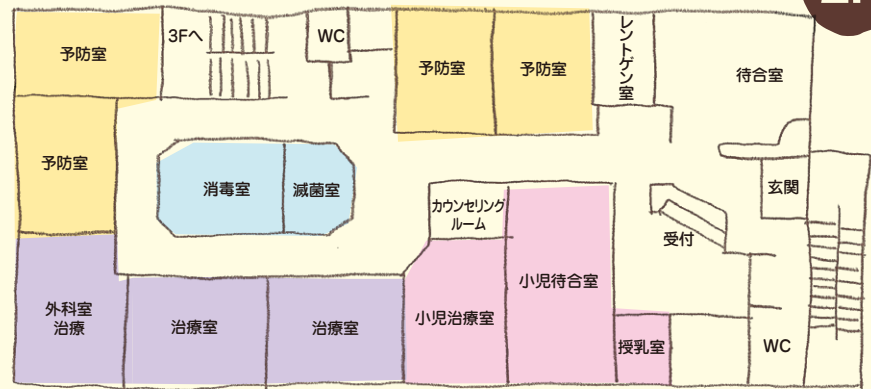 予防室
3Fへ
WC
予防室
予防室
レントゲン室
待合室
予防室
消毒室
滅菌室
カウンセリング
ルーム
玄関
受付
外科室
治療
治療室
治療室
小児治療室
小児待合室
授乳室
WC